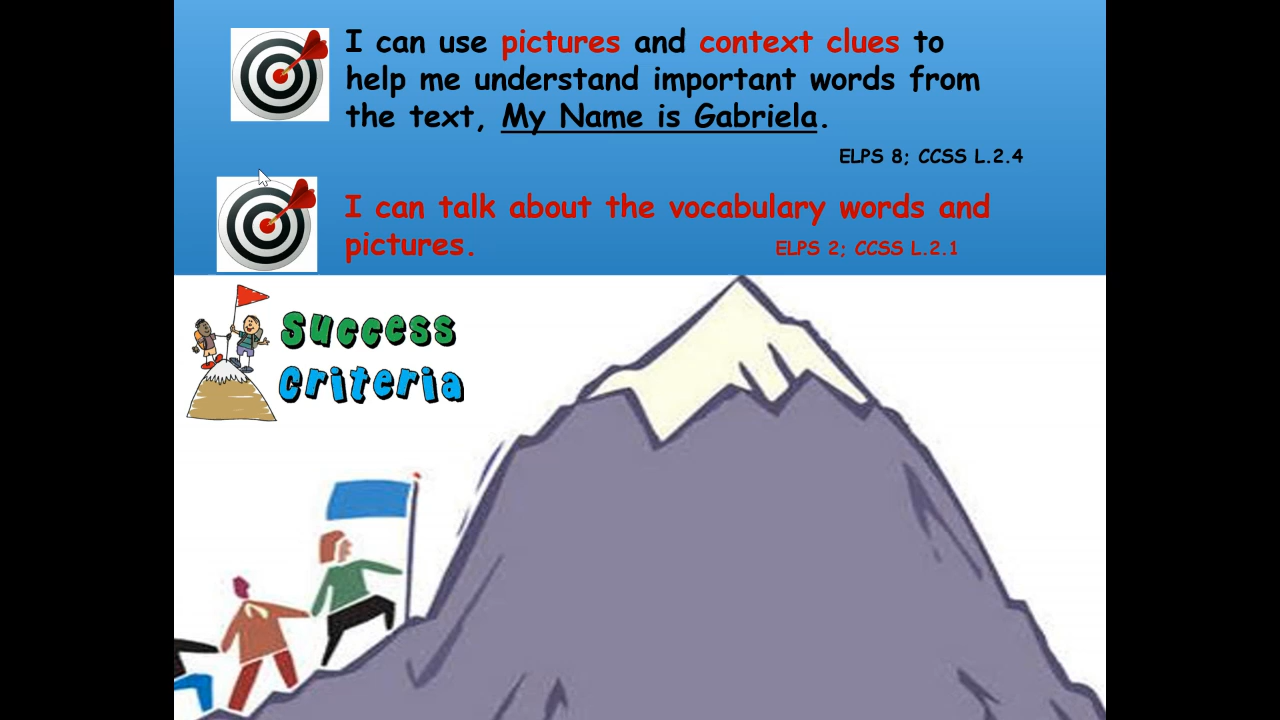 I can use pictures and context clues to
help me understand important words from
the text, My Name is Gabriela.
ELPS 8; CCSS L.2.4
I can talk about the vocabulary words and
pictures.
ELPS 2; CCSS L.2.1
Success
Criteria